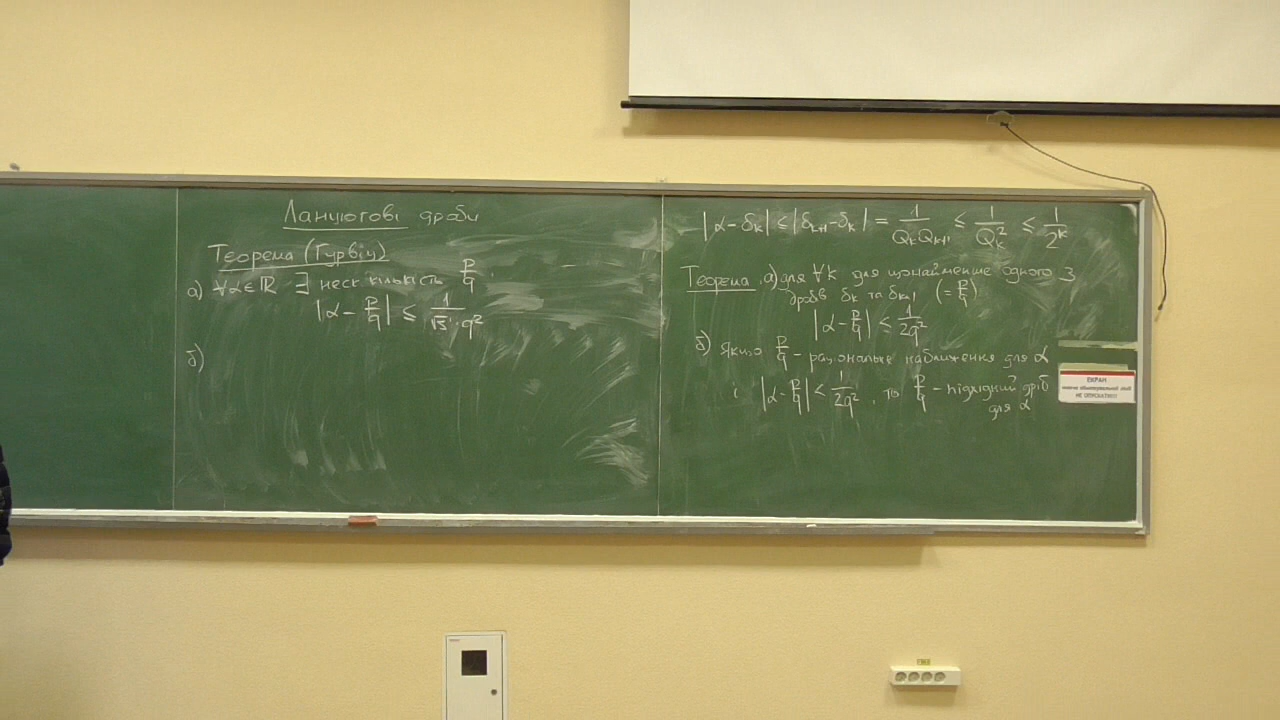 Ланцюгові дроби
Теорема (Гурвіц)
а) ∀α∈ℝ ∃ неск. кількість p/q:
|α - p/q| ≤ 1/(√5·q²)
б)
|α-δₖ| ≤ |δₖ₊₁-δₖ| = 1/(QₖQₖ₊₁) ≤ 1/Qₖ² ≤ 1/2ᵏ
Теорема а) для ∀k для щонайменше одного з
дробів δₖ та δₖ₊₁ (= p/q)
|α - p/q| ≤ 1/(2q²)
б) Якщо p/q - раціональне наближення для α
і |α - p/q| < 1/(2q²), то p/q - підхідний дріб
для α
ЕКРАН
НЕ ОПУСКАТИ!!!